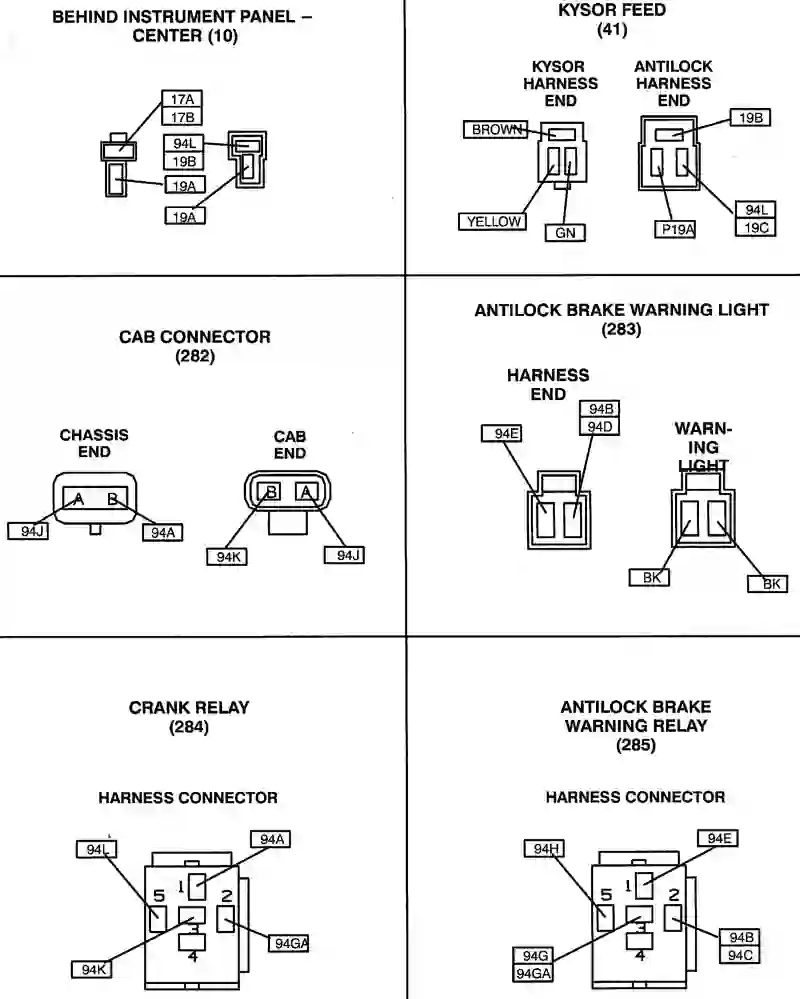 BEHIND INSTRUMENT PANEL –
CENTER (10)
17A
17B
94L
19B
19A
19A
KYSOR FEED
(41)
KYSOR
HARNESS
END
ANTILOCK
HARNESS
END
BROWN
19B
YELLOW
GN
P19A
94L
19C
CAB CONNECTOR
(282)
CHASSIS
END
CAB
END
A B
B A
94J
94A
94K
94J
ANTILOCK BRAKE WARNING LIGHT
(283)
HARNESS
END
94E
94B
94D
WARN-
ING
LIGHT
BK
BK
CRANK RELAY
(284)
HARNESS CONNECTOR
94L
94A
1
5
2
3
4
94GA
94K
ANTILOCK BRAKE
WARNING RELAY
(285)
HARNESS CONNECTOR
94H
94E
1
5
2
3
4
94B
94C
94G
94GA